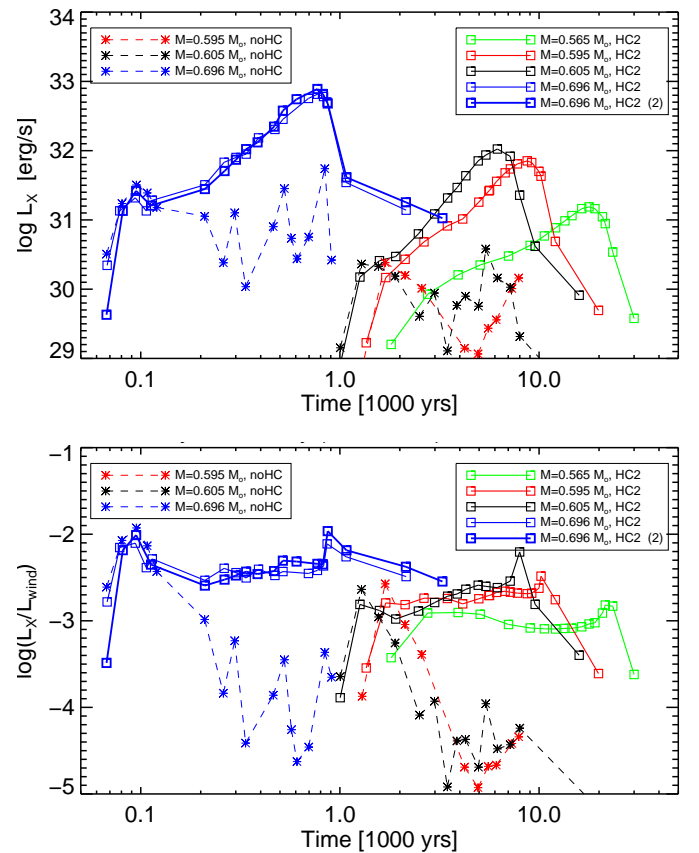 34
33
32
31
30
29
log L_X [erg/s]
M=0.595 M_o, noHC
M=0.605 M_o, noHC
M=0.696 M_o, noHC
M=0.565 M_o, HC2
M=0.595 M_o, HC2
M=0.605 M_o, HC2
M=0.696 M_o, HC2
M=0.696 M_o, HC2 (2)
0.1 1.0 10.0
Time [1000 yrs]
−1
−2
−3
−4
−5
log(L_X/L_wind)
M=0.595 M_o, noHC
M=0.605 M_o, noHC
M=0.696 M_o, noHC
M=0.565 M_o, HC2
M=0.595 M_o, HC2
M=0.605 M_o, HC2
M=0.696 M_o, HC2
M=0.696 M_o, HC2 (2)
0.1 1.0 10.0
Time [1000 yrs]